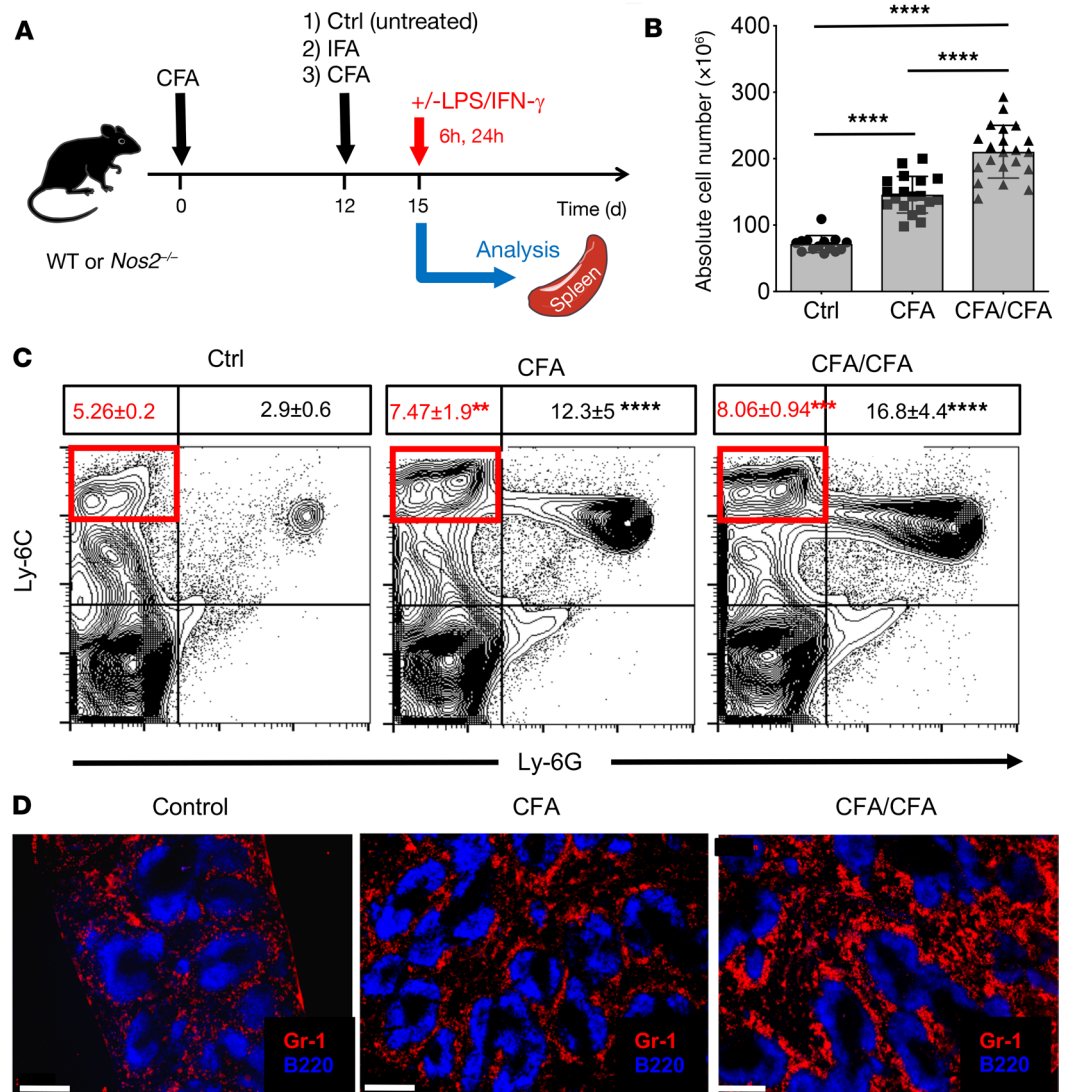 A
1) Ctrl (untreated)
2) IFA
3) CFA
CFA
+/-LPS/IFN-γ
6h, 24h
0
12
15
Time (d)
WT or Nos2–/–
Analysis
Spleen
B
Absolute cell number (×10⁶)
400
300
200
100
0
****
****
****
Ctrl
CFA
CFA/CFA
C
Ctrl
CFA
CFA/CFA
5.26±0.2
2.9±0.6
7.47±1.9**
12.3±5 ****
8.06±0.94***
16.8±4.4****
Ly-6C
Ly-6G
D
Control
CFA
CFA/CFA
Gr-1
B220
Gr-1
B220
Gr-1
B220